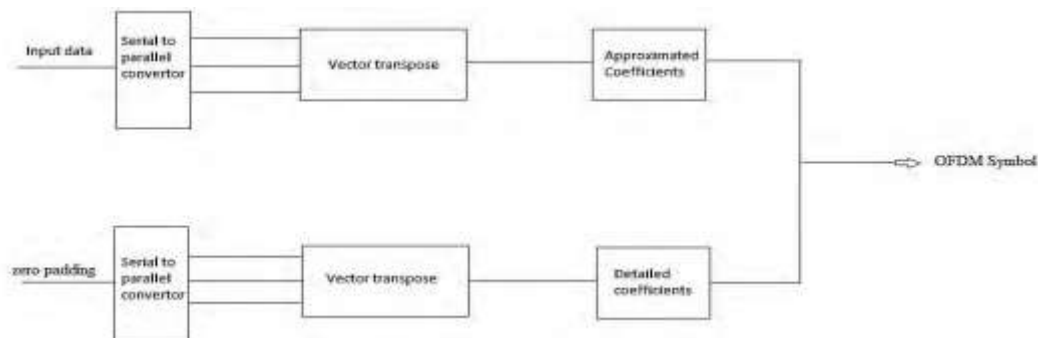 Input data
Serial to
parallel
convertor
Vector transpose
Approximated
Coefficients
OFDM Symbol
zero padding
Serial to
parallel
convertor
Vector transpose
Detailed
coefficients